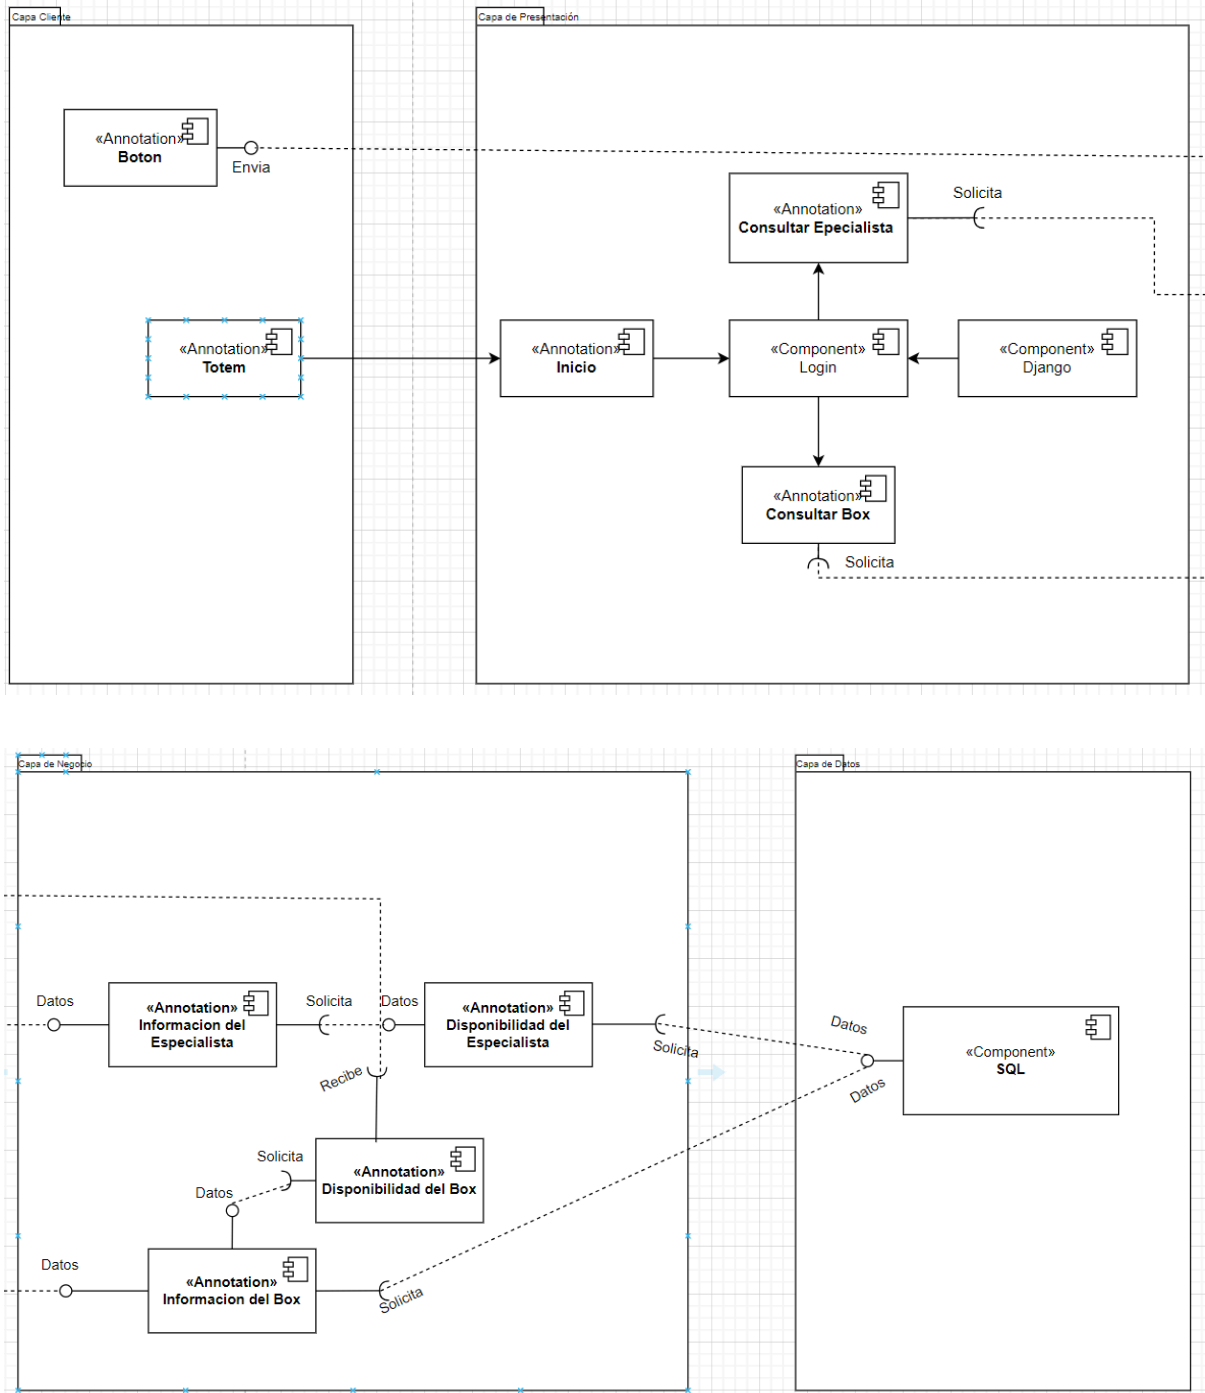 Capa Cliente
Capa de Presentación
«Annotation»
Boton
Envia
«Annotation»
Consultar Epecialista
Solicita
«Annotation»
Totem
«Annotation»
Inicio
«Component»
Login
«Component»
Django
«Annotation»
Consultar Box
Solicita
Capa de Negocio
Capa de Datos
Datos
«Annotation»
Informacion del
Especialista
Solicita
Datos
«Annotation»
Disponibilidad del
Especialista
Solicita
Datos
Datos
«Component»
SQL
Recibe
Solicita
«Annotation»
Disponibilidad del Box
Datos
Datos
«Annotation»
Informacion del Box
Solicita